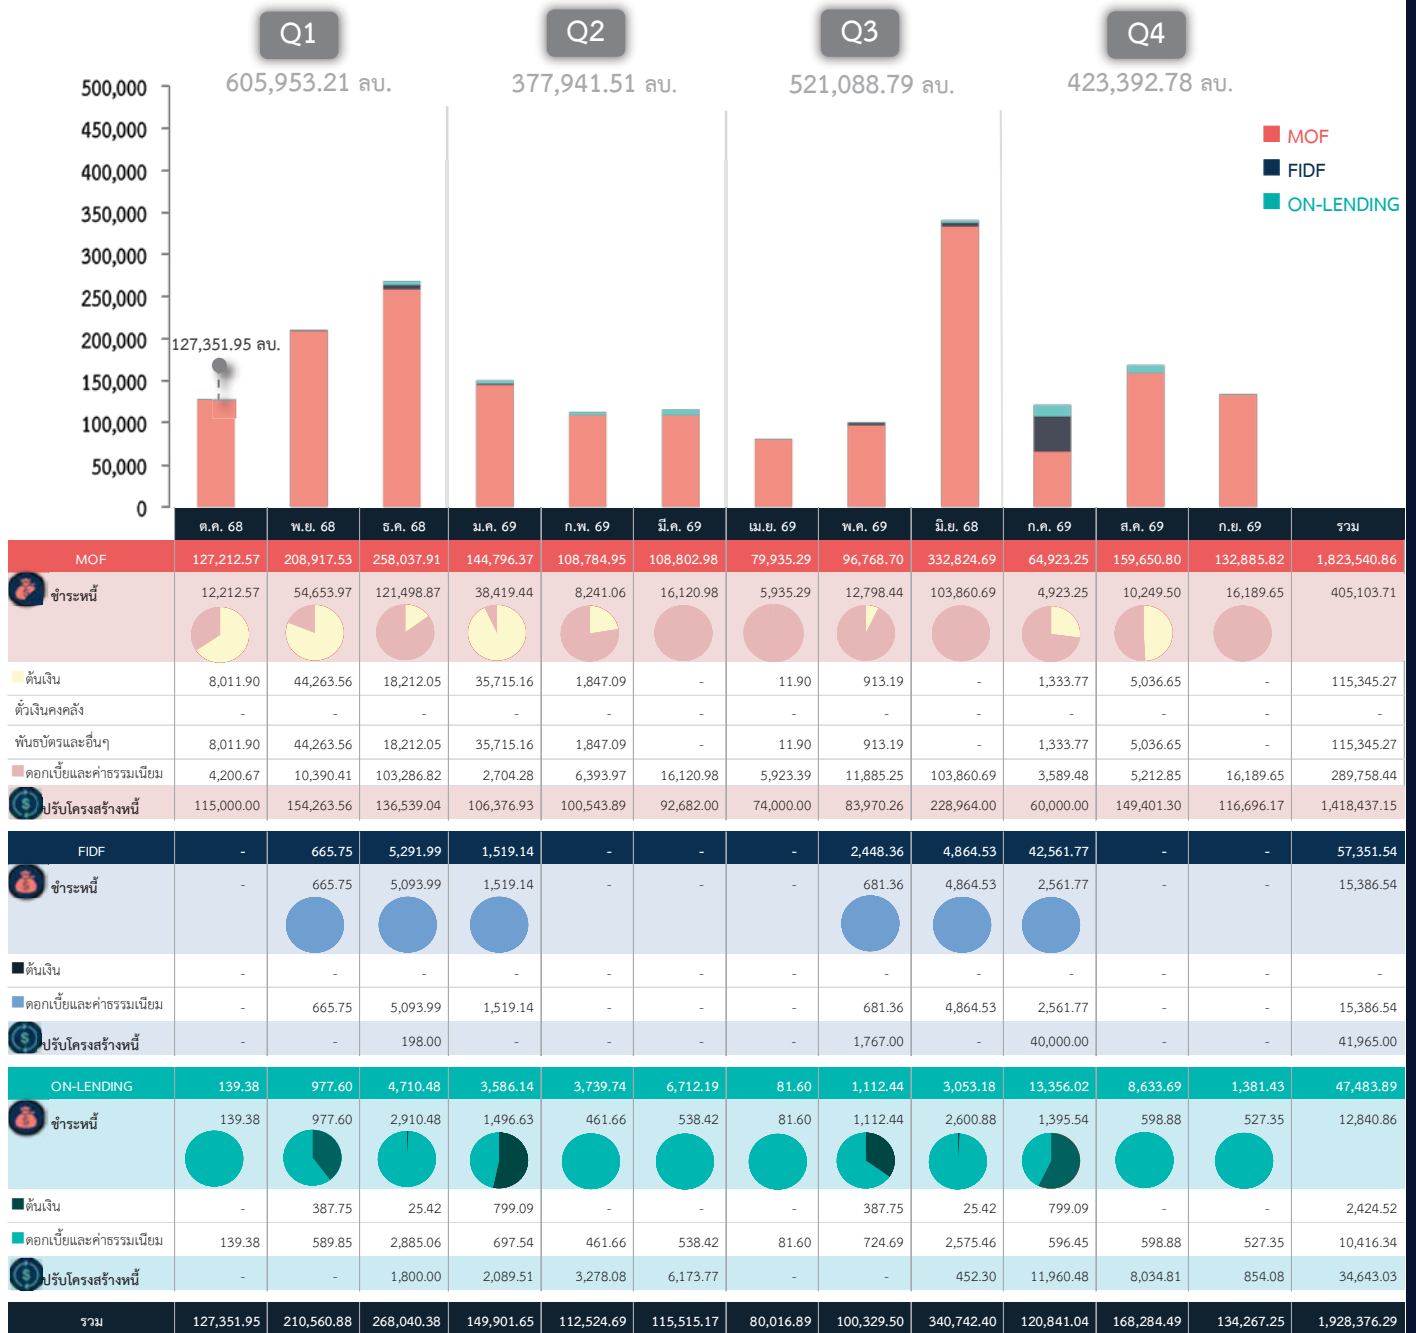 Q1 Q2 Q3 Q4
605,953.21 ลบ. 377,941.51 ลบ. 521,088.79 ลบ. 423,392.78 ลบ.
500,000
450,000
400,000
350,000
300,000
250,000
200,000
150,000
100,000
50,000
0
MOF
FIDF
ON-LENDING
127,351.95 ลบ.
ต.ค. 68 พ.ย. 68 ธ.ค. 68 ม.ค. 69 ก.พ. 69 มี.ค. 69 เม.ย. 69 พ.ค. 69 มิ.ย. 68 ก.ค. 69 ส.ค. 69 ก.ย. 69 รวม
MOF 127,212.57 208,917.53 258,037.91 144,796.37 108,784.95 108,802.98 79,935.29 96,768.70 332,824.69 64,923.25 159,650.80 132,885.82 1,823,540.86
ชำระหนี้ 12,212.57 54,653.97 121,498.87 38,419.44 8,241.06 16,120.98 5,935.29 12,798.44 103,860.69 4,923.25 10,249.50 16,189.65 405,103.71
ต้นเงิน 8,011.90 44,263.56 18,212.05 35,715.16 1,847.09 - 11.90 913.19 - 1,333.77 5,036.65 - 115,345.27
ตั๋วเงินคงคลัง - - - - - - - - - - - - -
พันธบัตรและอื่นๆ 8,011.90 44,263.56 18,212.05 35,715.16 1,847.09 - 11.90 913.19 - 1,333.77 5,036.65 - 115,345.27
ดอกเบี้ยและค่าธรรมเนียม 4,200.67 10,390.41 103,286.82 2,704.28 6,393.97 16,120.98 5,923.39 11,885.25 103,860.69 3,589.48 5,212.85 16,189.65 289,758.44
ปรับโครงสร้างหนี้ 115,000.00 154,263.56 136,539.04 106,376.93 100,543.89 92,682.00 74,000.00 83,970.26 228,964.00 60,000.00 149,401.30 116,696.17 1,418,437.15
FIDF - 665.75 5,291.99 1,519.14 - - - 2,448.36 4,864.53 42,561.77 - - 57,351.54
ชำระหนี้ - 665.75 5,093.99 1,519.14 - - - 681.36 4,864.53 2,561.77 - - 15,386.54
ต้นเงิน - - - - - - - - - - - - -
ดอกเบี้ยและค่าธรรมเนียม - 665.75 5,093.99 1,519.14 - - - 681.36 4,864.53 2,561.77 - - 15,386.54
ปรับโครงสร้างหนี้ - - 198.00 - - - - 1,767.00 - 40,000.00 - - 41,965.00
ON-LENDING 139.38 977.60 4,710.48 3,586.14 3,739.74 6,712.19 81.60 1,112.44 3,053.18 13,356.02 8,633.69 1,381.43 47,483.89
ชำระหนี้ 139.38 977.60 2,910.48 1,496.63 461.66 538.42 81.60 1,112.44 2,600.88 1,395.54 598.88 527.35 12,840.86
ต้นเงิน - 387.75 25.42 799.09 - - - 387.75 25.42 799.09 - - 2,424.52
ดอกเบี้ยและค่าธรรมเนียม 139.38 589.85 2,885.06 697.54 461.66 538.42 81.60 724.69 2,575.46 596.45 598.88 527.35 10,416.34
ปรับโครงสร้างหนี้ - - 1,800.00 2,089.51 3,278.08 6,173.77 - - 452.30 11,960.48 8,034.81 854.08 34,643.03
รวม 127,351.95 210,560.88 268,040.38 149,901.65 112,524.69 115,515.17 80,016.89 100,329.50 340,742.40 120,841.04 168,284.49 134,267.25 1,928,376.29